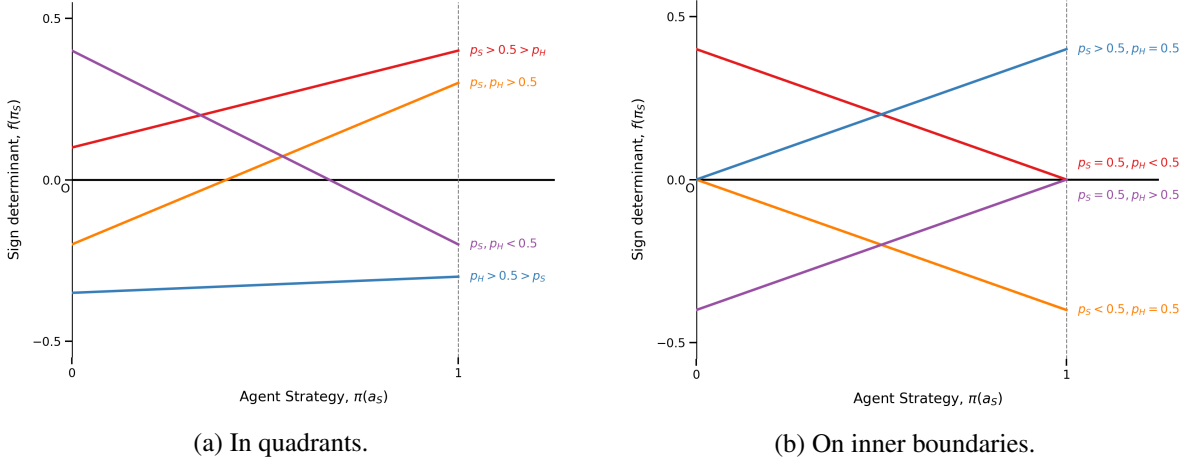 0.5
0.0
−0.5
O
0
1
Sign determinant, f(π_S)
Agent Strategy, π(a_S)
p_S > 0.5 > p_H
p_S, p_H > 0.5
p_S, p_H < 0.5
p_H > 0.5 > p_S
(a) In quadrants.
0.5
0.0
−0.5
O
0
1
Sign determinant, f(π_S)
Agent Strategy, π(a_S)
p_S > 0.5, p_H = 0.5
p_S = 0.5, p_H < 0.5
p_S = 0.5, p_H > 0.5
p_S < 0.5, p_H = 0.5
(b) On inner boundaries.